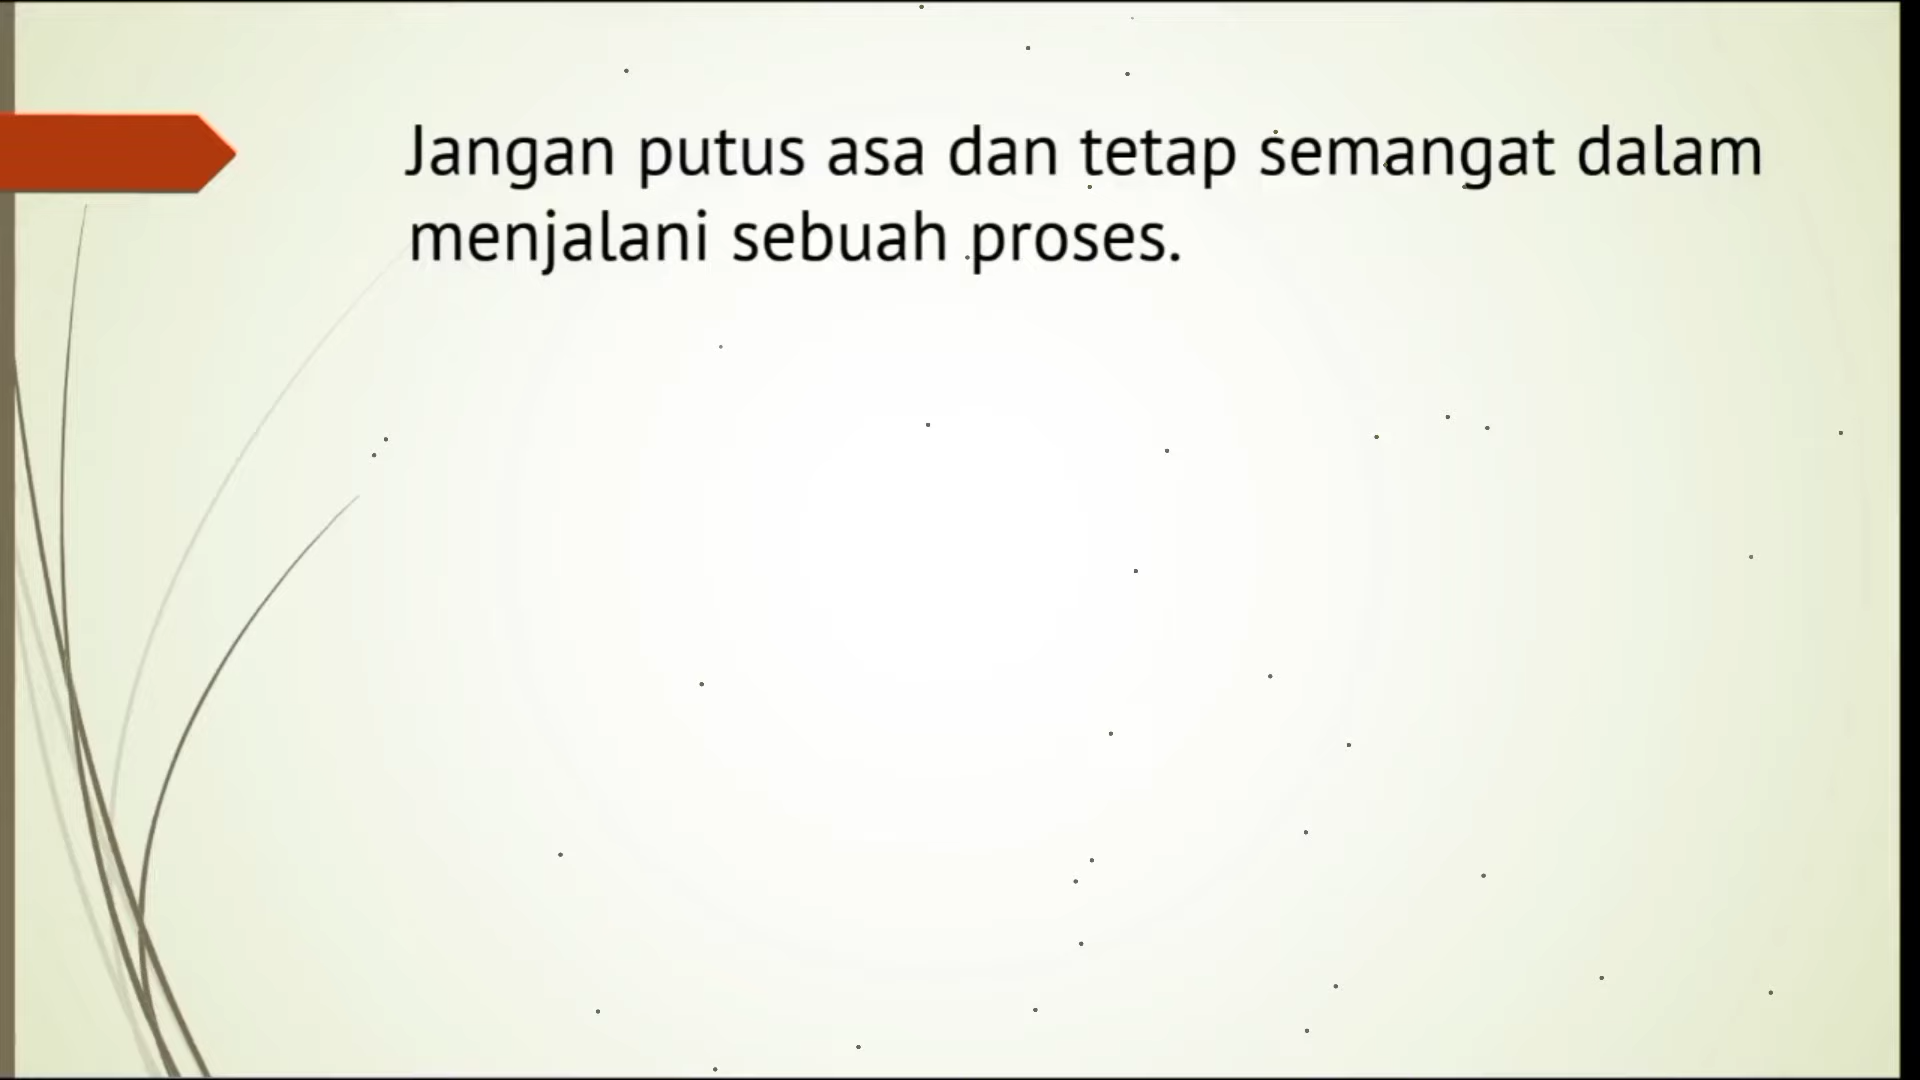 Jangan putus asa dan tetap semangat dalam
menjalani sebuah proses.